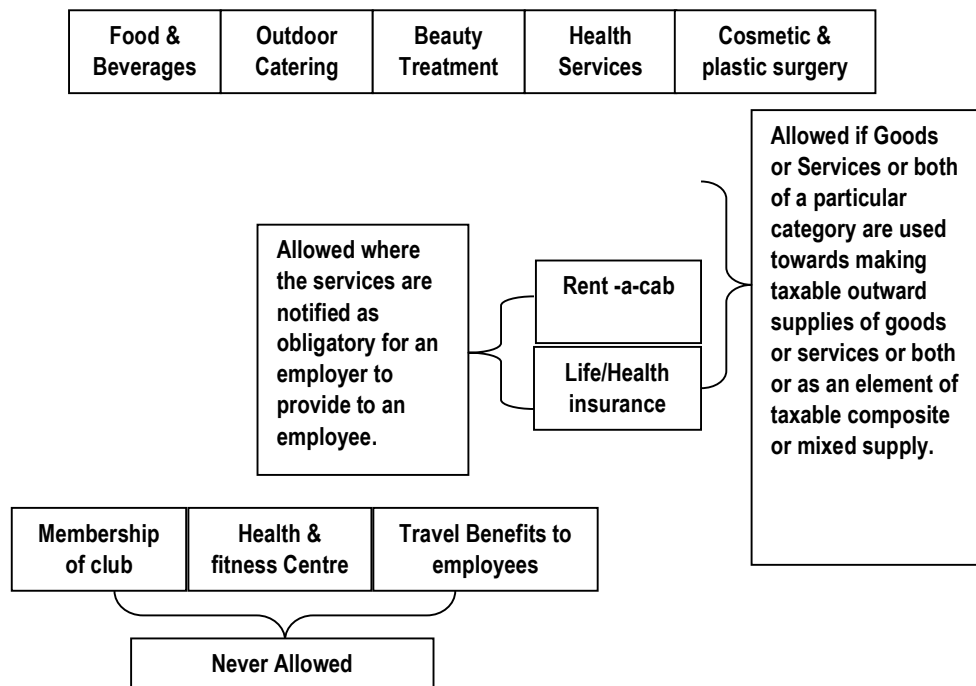 Food &
Beverages
Outdoor
Catering
Beauty
Treatment
Health
Services
Cosmetic &
plastic surgery
Allowed where
the services are
notified as
obligatory for an
employer to
provide to an
employee.
Rent -a-cab
Life/Health
insurance
Allowed if Goods
or Services or both
of a particular
category are used
towards making
taxable outward
supplies of goods
or services or both
or as an element of
taxable composite
or mixed supply.
Membership
of club
Health &
fitness Centre
Travel Benefits to
employees
Never Allowed